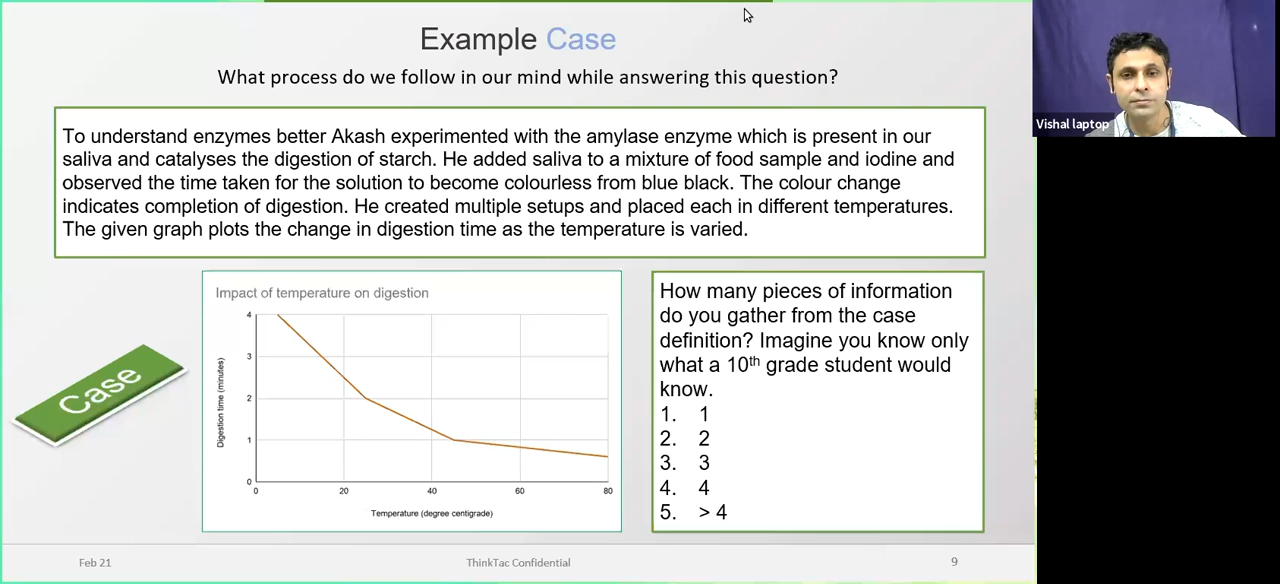 Example Case
What process do we follow in our mind while answering this question?
To understand enzymes better Akash experimented with the amylase enzyme which is present in our
saliva and catalyses the digestion of starch. He added saliva to a mixture of food sample and iodine and
observed the time taken for the solution to become colourless from blue black. The colour change
indicates completion of digestion. He created multiple setups and placed each in different temperatures.
The given graph plots the change in digestion time as the temperature is varied.
Case
Impact of temperature on digestion
Digestion time (minutes)
4
3
2
1
0
0 20 40 60 80
Temperature (degree centigrade)
How many pieces of information
do you gather from the case
definition? Imagine you know only
what a 10th grade student would
know.
1. 1
2. 2
3. 3
4. 4
5. > 4
Feb 21
ThinkTac Confidential
9
Vishal laptop